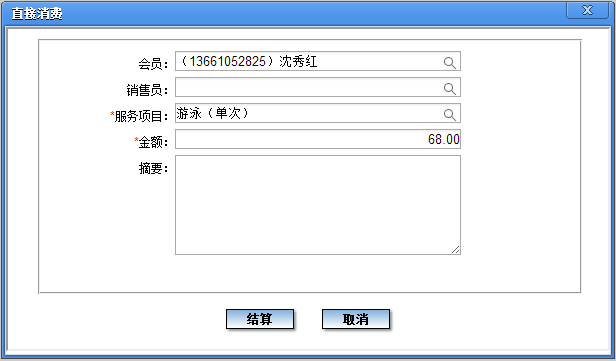 直接消费
会员：（13661052825）沈秀红
销售员：
*服务项目：游泳（单次）
*金额：68.00
摘要：
结算 取消